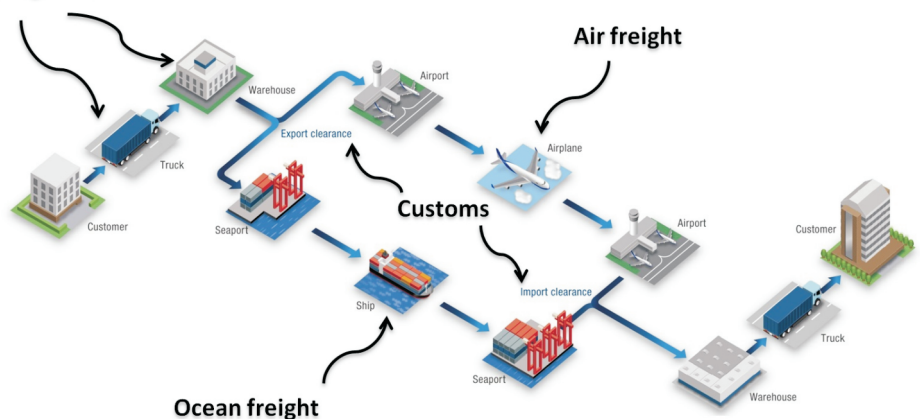 Air freight
Airport
Warehouse
Export clearance
Airplane
Truck
Customs
Customer
Seaport
Airport
Customer
Import clearance
Ship
Truck
Seaport
Warehouse
Ocean freight